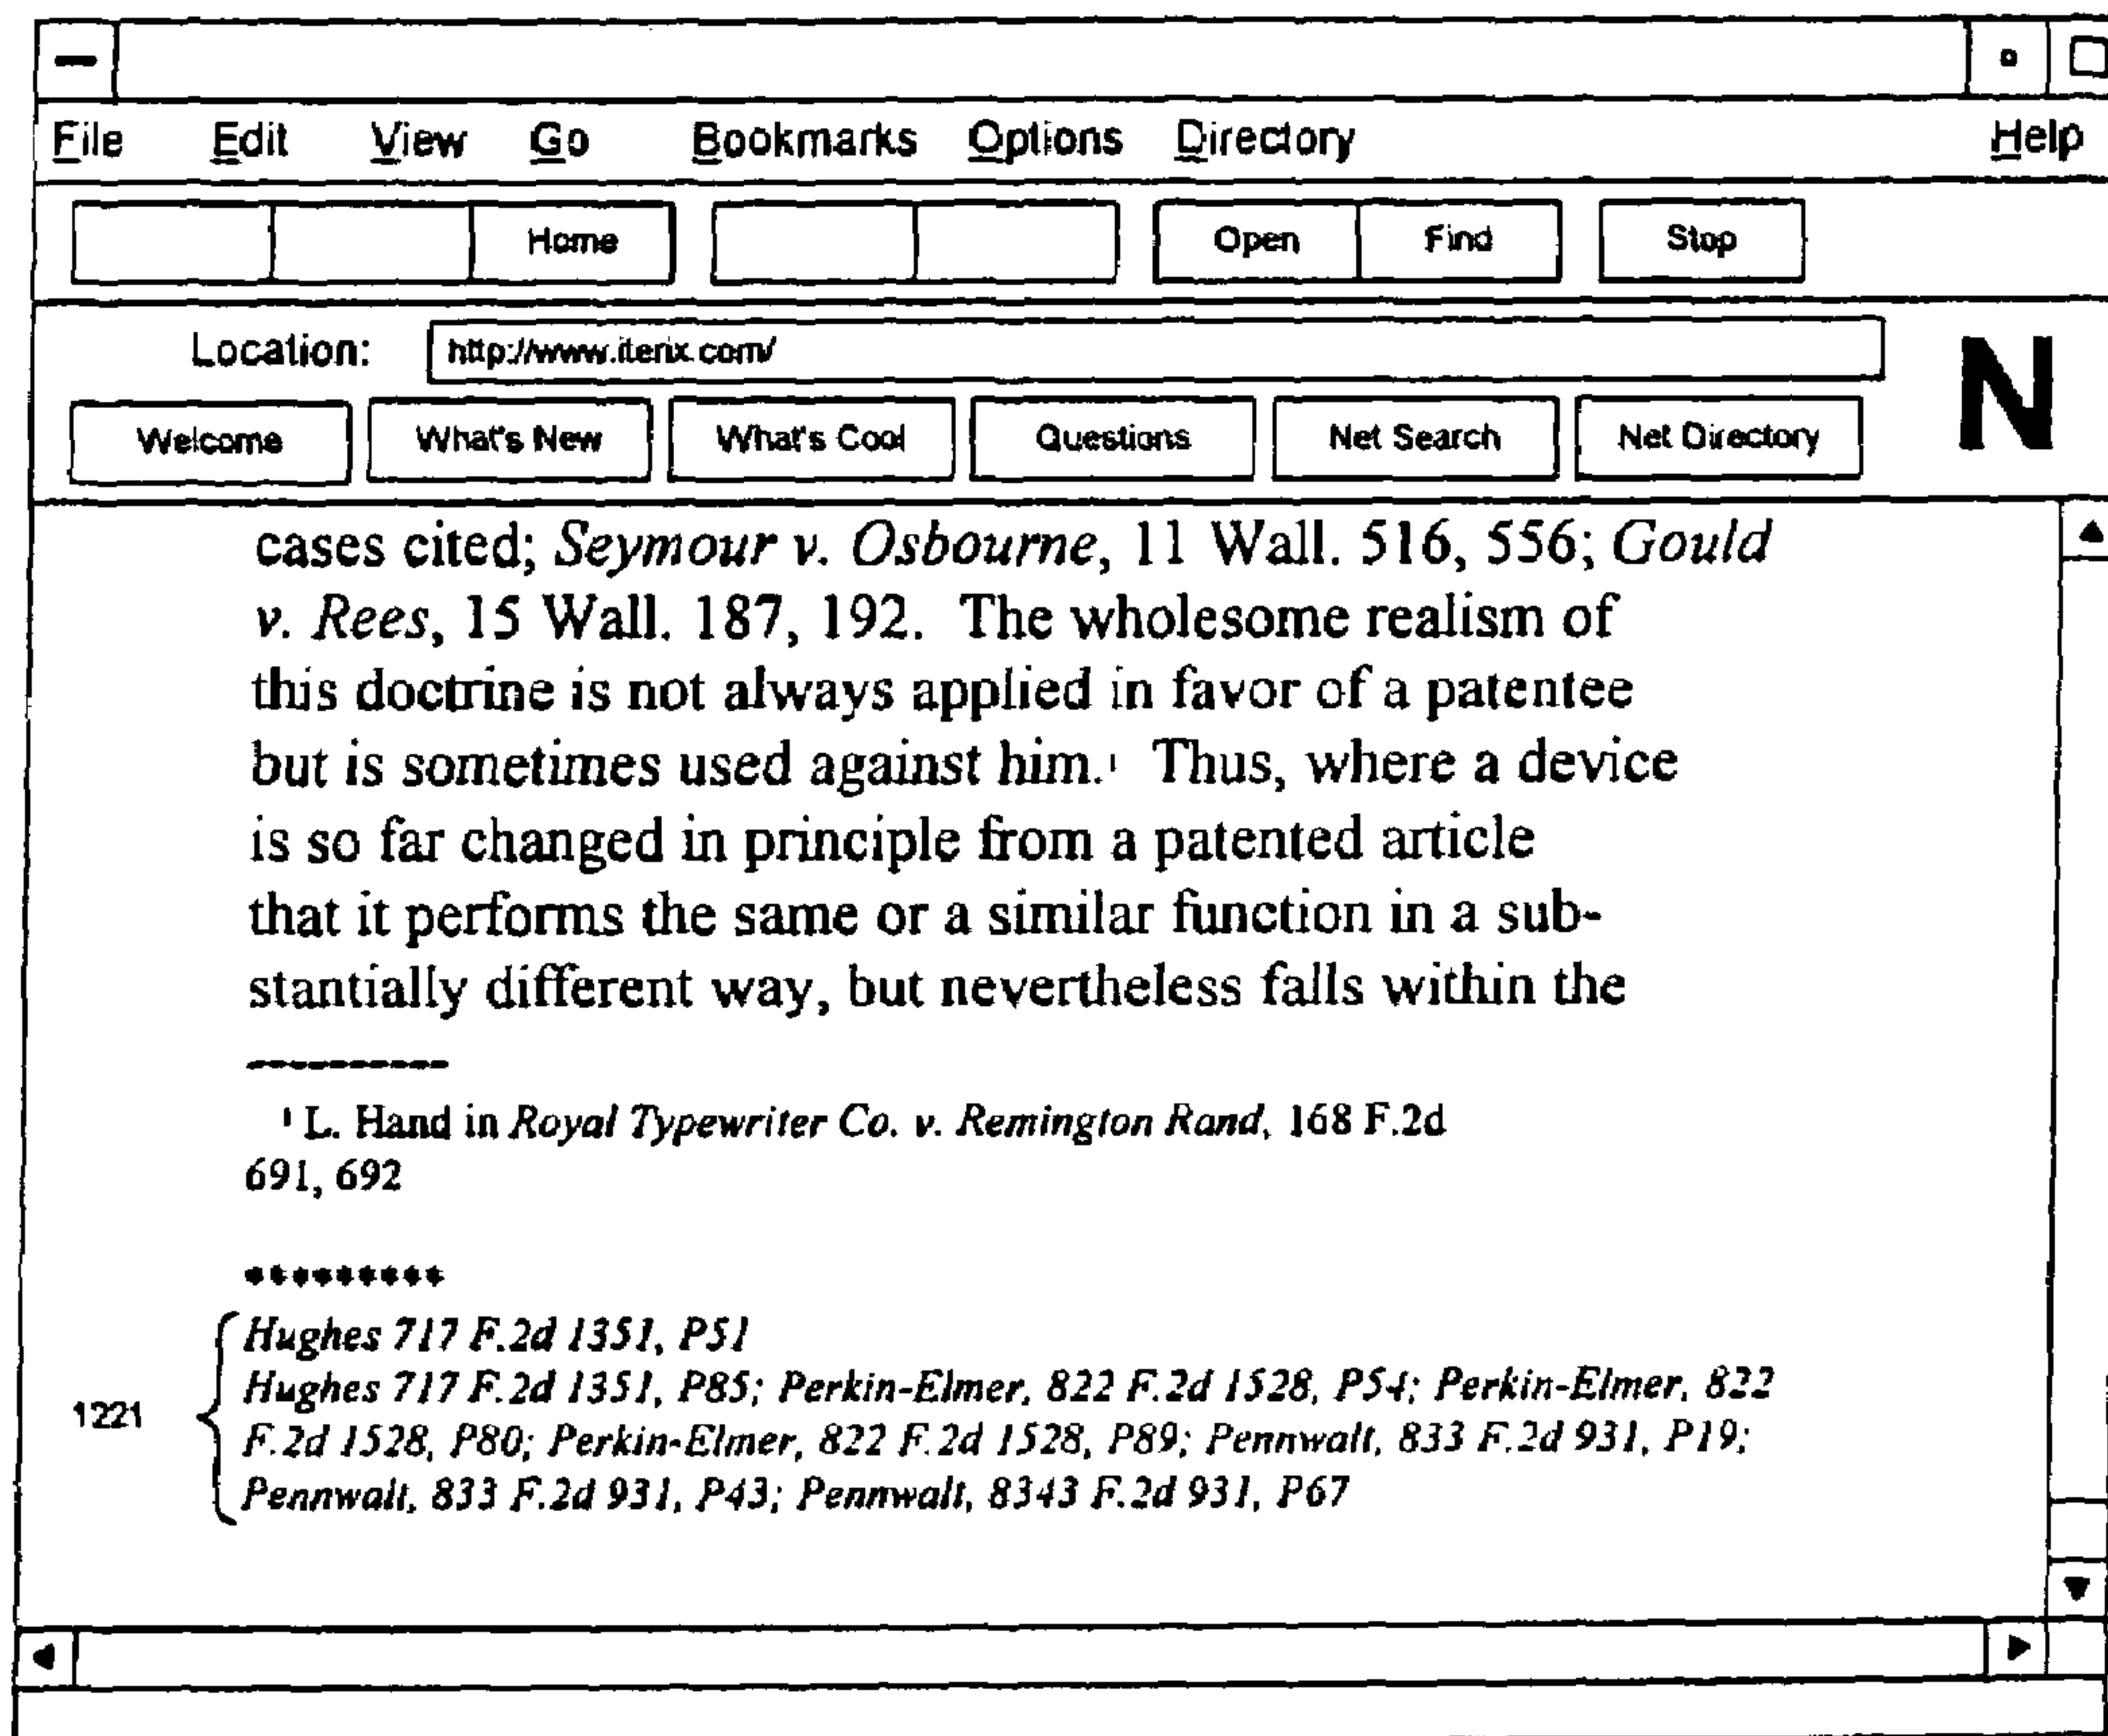 File Edit View Go Bookmarks Options Directory Help
Home Open Find Stop
Location: http://www.iterix.com/
N
Welcome What's New What's Cool Questions Net Search Net Directory
cases cited; Seymour v. Osbourne, 11 Wall. 516, 556; Gould
v. Rees, 15 Wall. 187, 192. The wholesome realism of
this doctrine is not always applied in favor of a patentee
but is sometimes used against him.¹ Thus, where a device
is so far changed in principle from a patented article
that it performs the same or a similar function in a sub-
stantially different way, but nevertheless falls within the
----------
¹ L. Hand in Royal Typewriter Co. v. Remington Rand, 168 F.2d
691, 692
*********
Hughes 717 F.2d 1351, P51
Hughes 717 F.2d 1351, P85; Perkin-Elmer, 822 F.2d 1528, P54; Perkin-Elmer, 822
1221 F.2d 1528, P80; Perkin-Elmer, 822 F.2d 1528, P89; Pennwalt, 833 F.2d 931, P19;
Pennwalt, 833 F.2d 931, P43; Pennwalt, 8343 F.2d 931, P67